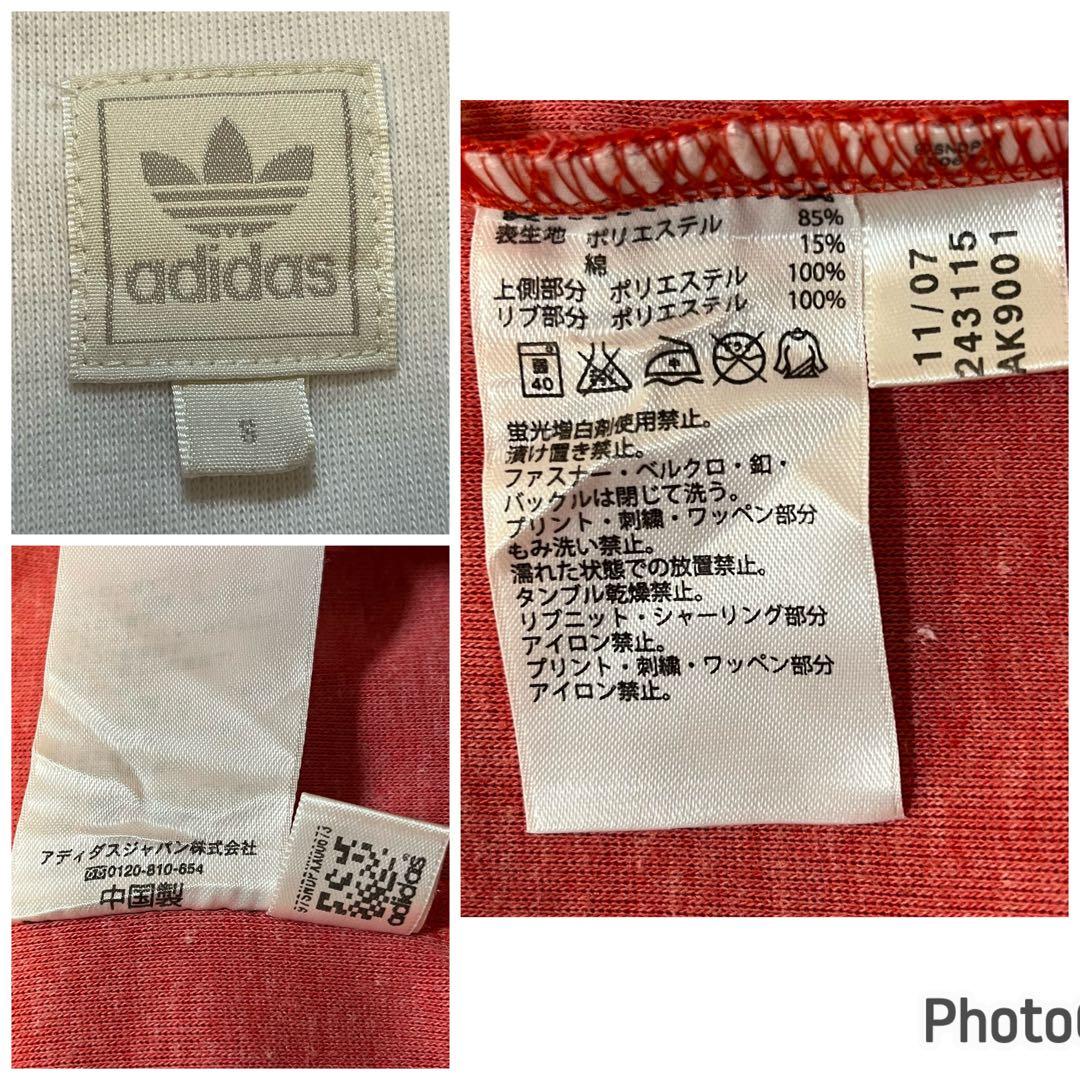 adidas
S
表生地 ポリエステル 85%
綿 15%
上側部分 ポリエステル 100%
リブ部分 ポリエステル 100%
40
中
蛍光増白剤使用禁止。
漬け置き禁止。
ファスナー・ベルクロ・釦・
バックルは閉じて洗う。
プリント・刺繍・ワッペン部分
もみ洗い禁止。
濡れた状態での放置禁止。
タンブル乾燥禁止。
リブニット・シャーリング部分
アイロン禁止。
プリント・刺繍・ワッペン部分
アイロン禁止。
11/07
243115
AK9001
アディダスジャパン株式会社
0120-810-654
中国製
adidas
Photo